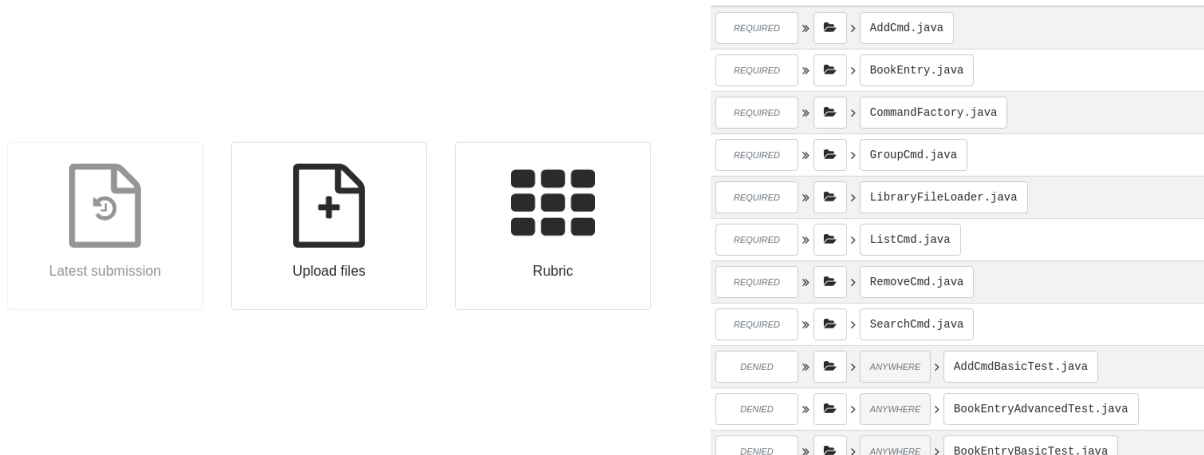 Latest submission
Upload files
Rubric
REQUIRED AddCmd.java
REQUIRED BookEntry.java
REQUIRED CommandFactory.java
REQUIRED GroupCmd.java
REQUIRED LibraryFileLoader.java
REQUIRED ListCmd.java
REQUIRED RemoveCmd.java
REQUIRED SearchCmd.java
DENIED ANYWHERE AddCmdBasicTest.java
DENIED ANYWHERE BookEntryAdvancedTest.java
DENIED ANYWHERE BookEntryBasicTest.java